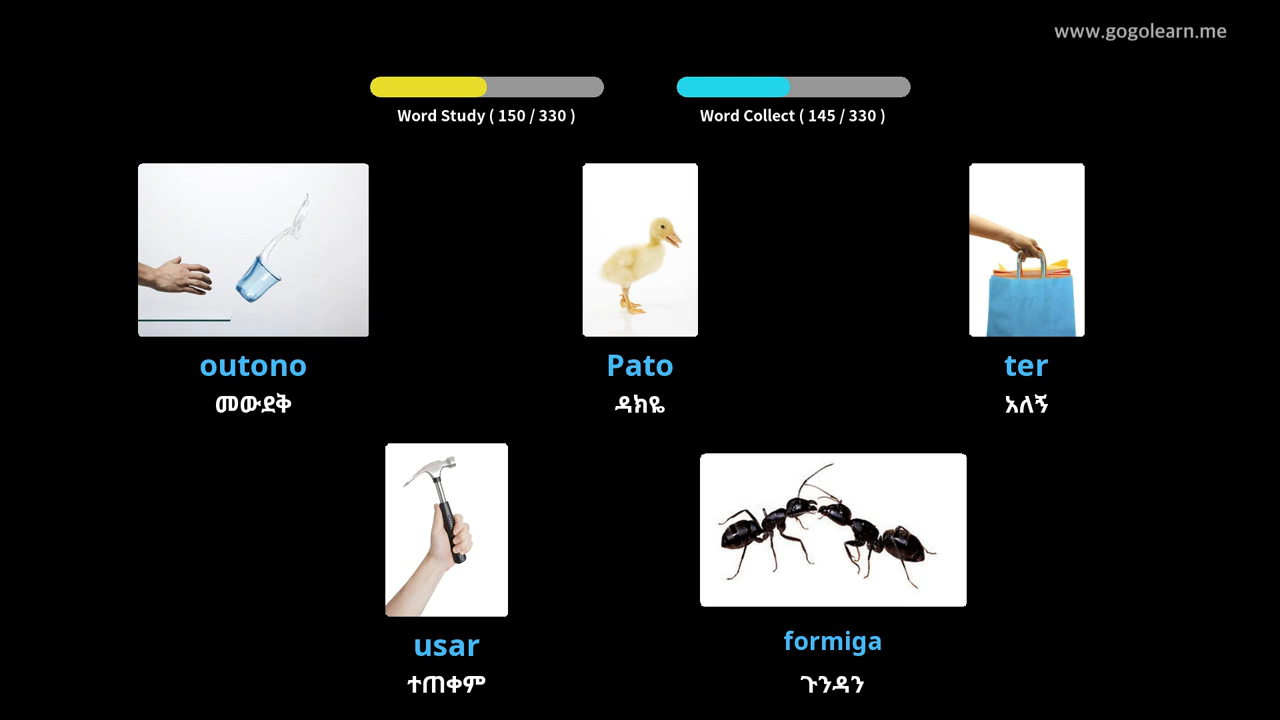 www.gogolearn.me
Word Study ( 150 / 330 )
Word Collect ( 145 / 330 )
outono
መውደቅ
Pato
ዳክዬ
ter
አለኝ
usar
ተጠቀም
formiga
ጉንዳን